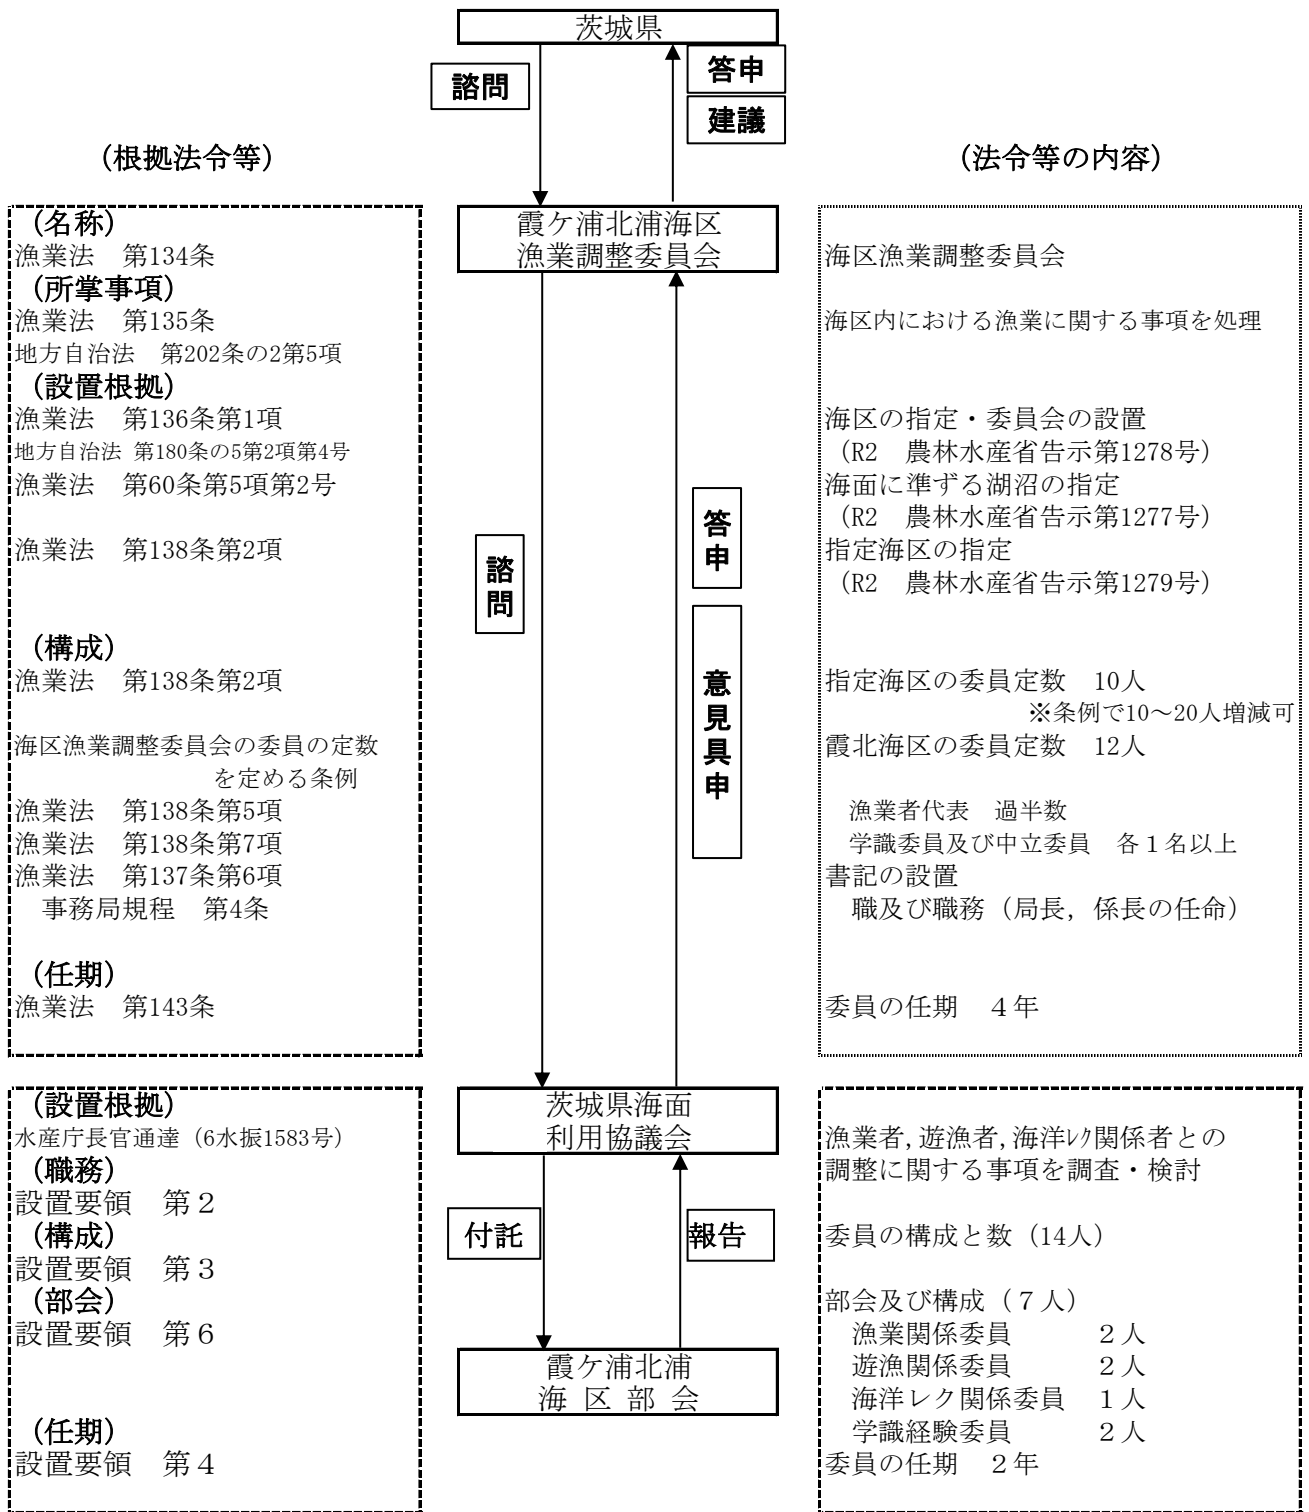 茨城県
諮問
答申
建議
（根拠法令等）
（法令等の内容）
霞ケ浦北浦海区
漁業調整委員会
（名称）
漁業法　第134条
（所掌事項）
漁業法　第135条
地方自治法　第202条の2第5項
（設置根拠）
漁業法　第136条第1項
地方自治法 第180条の5第2項第4号
漁業法　第60条第5項第2号
漁業法　第138条第2項
（構成）
漁業法　第138条第2項
海区漁業調整委員会の委員の定数
を定める条例
漁業法　第138条第5項
漁業法　第138条第7項
漁業法　第137条第6項
事務局規程　第4条
（任期）
漁業法　第143条
諮問
答申
意見具申
海区漁業調整委員会
海区内における漁業に関する事項を処理
海区の指定・委員会の設置
（R2　農林水産省告示第1278号）
海面に準ずる湖沼の指定
（R2　農林水産省告示第1277号）
指定海区の指定
（R2　農林水産省告示第1279号）
指定海区の委員定数　10人
※条例で10～20人増減可
霞北海区の委員定数　12人
漁業者代表　過半数
学識委員及び中立委員　各１名以上
書記の設置
職及び職務（局長，係長の任命）
委員の任期　４年
茨城県海面
利用協議会
（設置根拠）
水産庁長官通達（6水振1583号）
（職務）
設置要領　第２
（構成）
設置要領　第３
（部会）
設置要領　第６
（任期）
設置要領　第４
付託
報告
霞ケ浦北浦
海 区 部 会
漁業者,遊漁者,海洋ﾚｸ関係者との
調整に関する事項を調査・検討
委員の構成と数（14人）
部会及び構成（７人）
漁業関係委員　２人
遊漁関係委員　２人
海洋レク関係委員　１人
学識経験委員　２人
委員の任期　２年